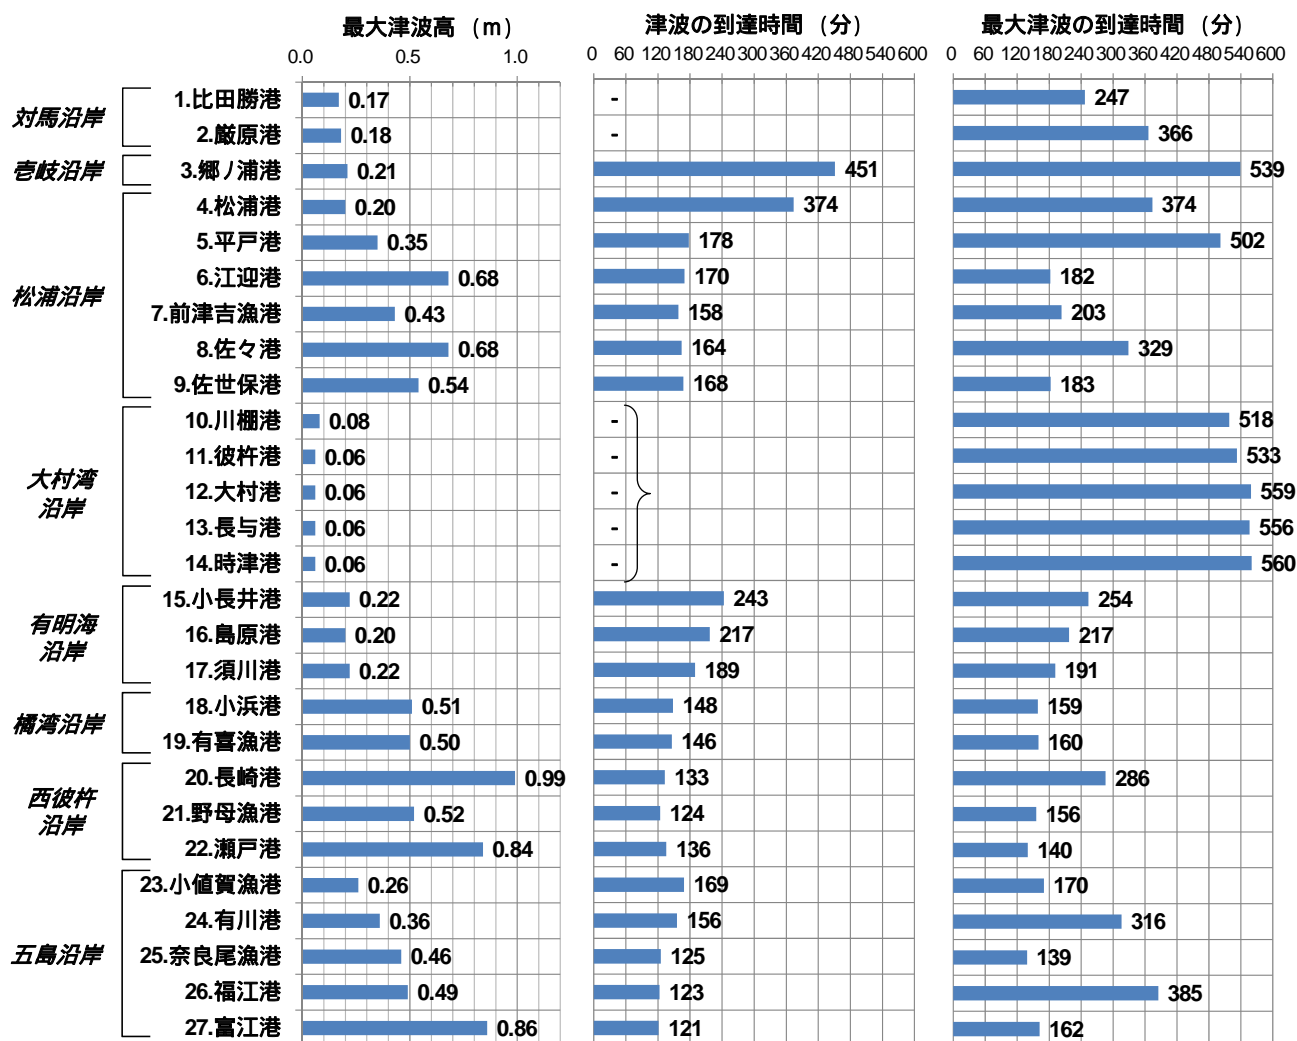 最大津波高 (m)
津波の到達時間 (分)
最大津波の到達時間 (分)
0.0 0.5 1.0
0 60 120 180 240 300 360 420 480 540 600
0 60 120 180 240 300 360 420 480 540 600
対馬沿岸
1.比田勝港 0.17 - 247
2.厳原港 0.18 - 366
壱岐沿岸
3.郷ノ浦港 0.21 451 539
松浦沿岸
4.松浦港 0.20 374 374
5.平戸港 0.35 178 502
6.江迎港 0.68 170 182
7.前津吉漁港 0.43 158 203
8.佐々港 0.68 164 329
9.佐世保港 0.54 168 183
大村湾
沿岸
10.川棚港 0.08 - 518
11.彼杵港 0.06 - 533
12.大村港 0.06 - 559
13.長与港 0.06 - 556
14.時津港 0.06 - 560
有明海
沿岸
15.小長井港 0.22 243 254
16.島原港 0.20 217 217
17.須川港 0.22 189 191
橘湾沿岸
18.小浜港 0.51 148 159
19.有喜漁港 0.50 146 160
西彼杵
沿岸
20.長崎港 0.99 133 286
21.野母漁港 0.52 124 156
22.瀬戸港 0.84 136 140
五島沿岸
23.小値賀漁港 0.26 169 170
24.有川港 0.36 156 316
25.奈良尾漁港 0.46 125 139
26.福江港 0.49 123 385
27.富江港 0.86 121 162